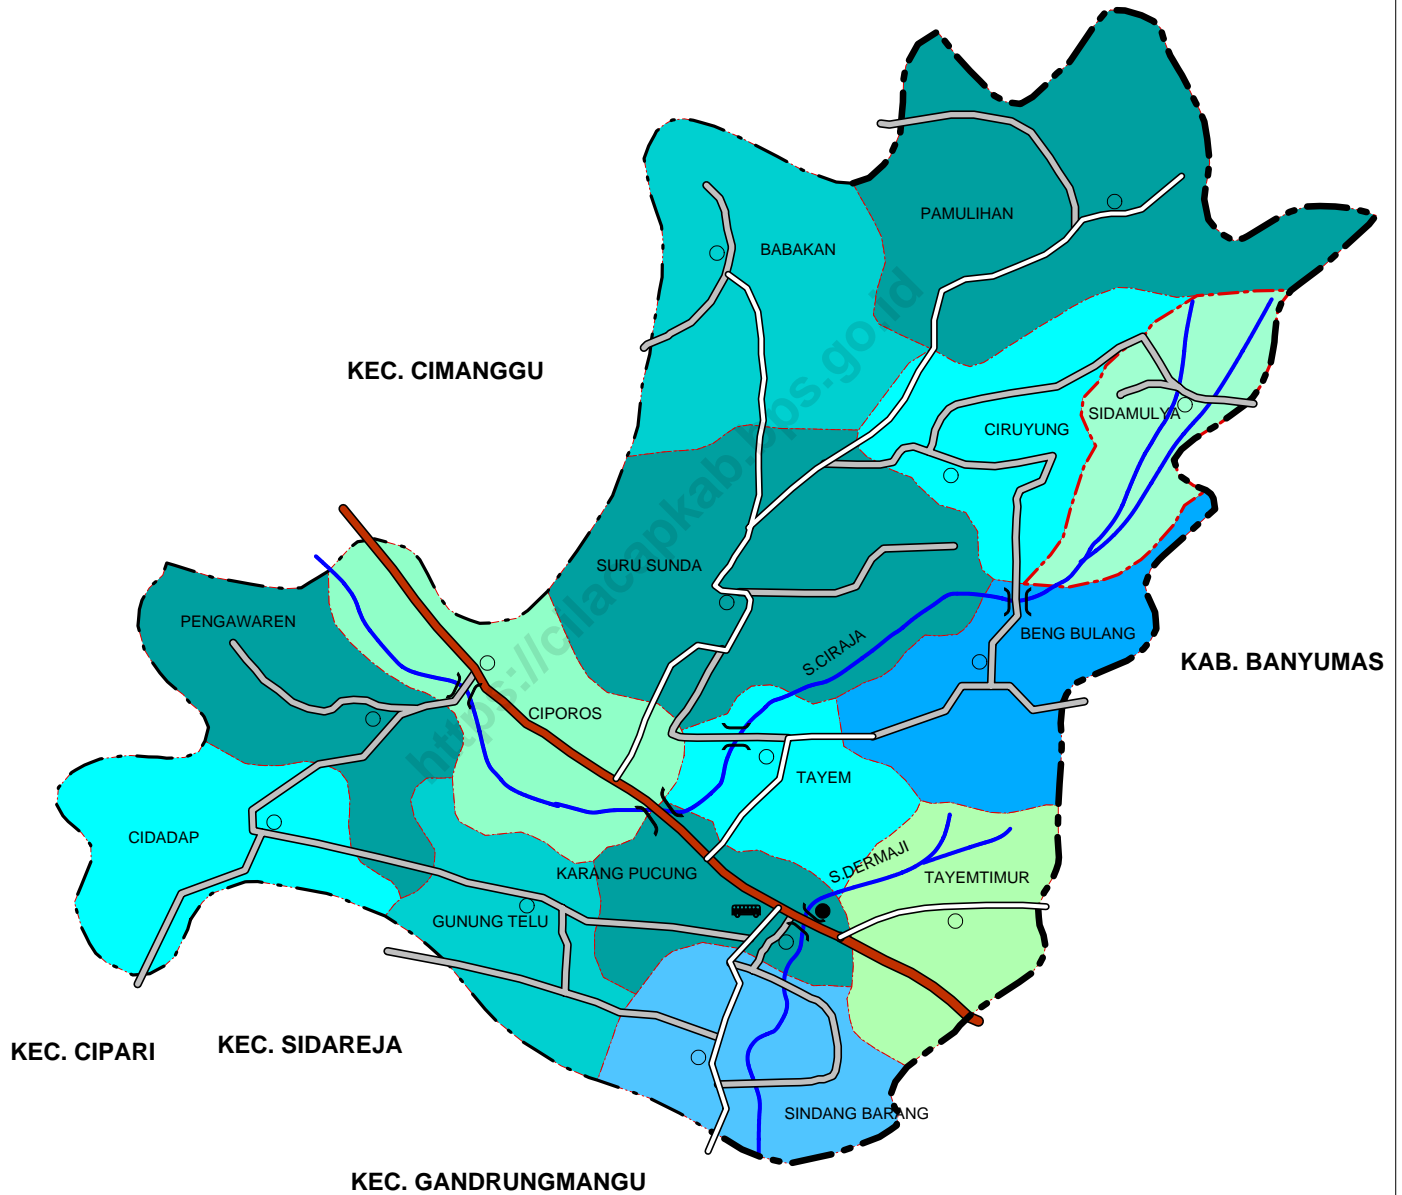 PAMULIHAN
BABAKAN
KEC. CIMANGGU
SIDAMULYA
CIRUYUNG
https://cilacapkab.bps.go.id
SURU SUNDA
PENGAWAREN
BENG BULANG
S.CIRAJA
KAB. BANYUMAS
CIPOROS
TAYEM
CIDADAP
S.DERMAJI
KARANG PUCUNG
TAYEMTIMUR
GUNUNG TELU
KEC. CIPARI
KEC. SIDAREJA
SINDANG BARANG
KEC. GANDRUNGMANGU